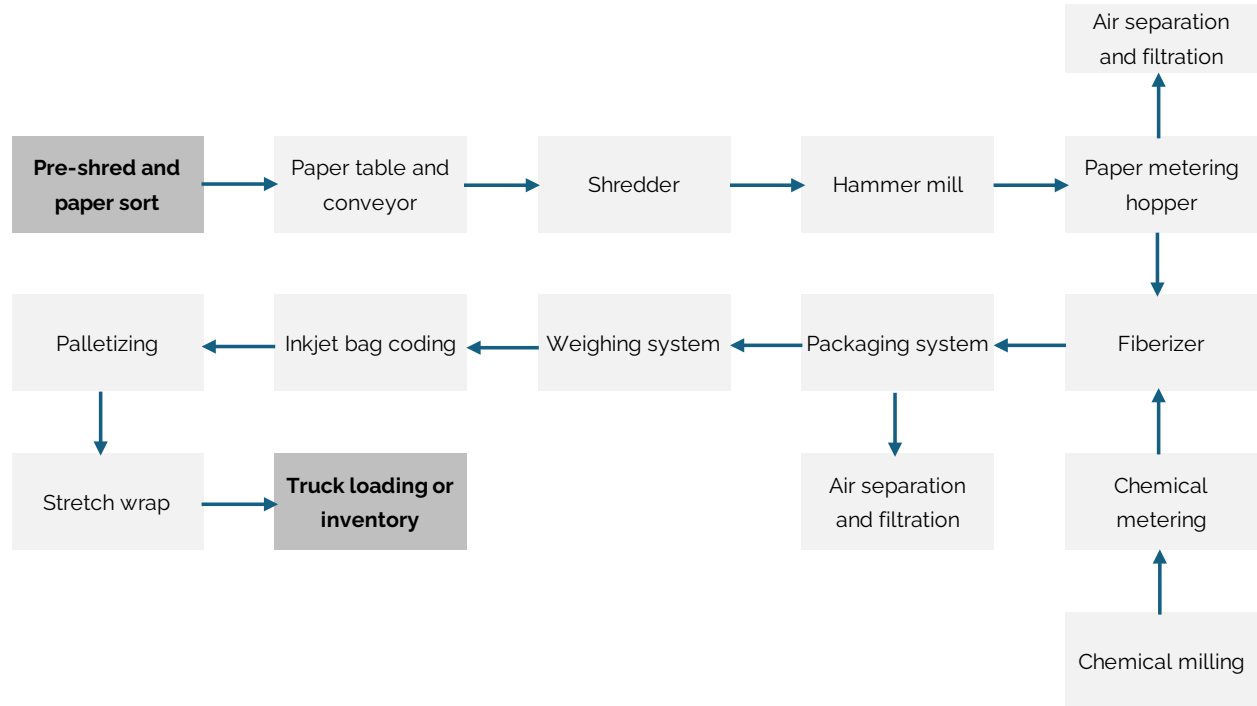 Air separation
and filtration
Pre-shred and
paper sort
Paper table and
conveyor
Shredder
Hammer mill
Paper metering
hopper
Palletizing
Inkjet bag coding
Weighing system
Packaging system
Fiberizer
Stretch wrap
Truck loading or
inventory
Air separation
and filtration
Chemical
metering
Chemical milling